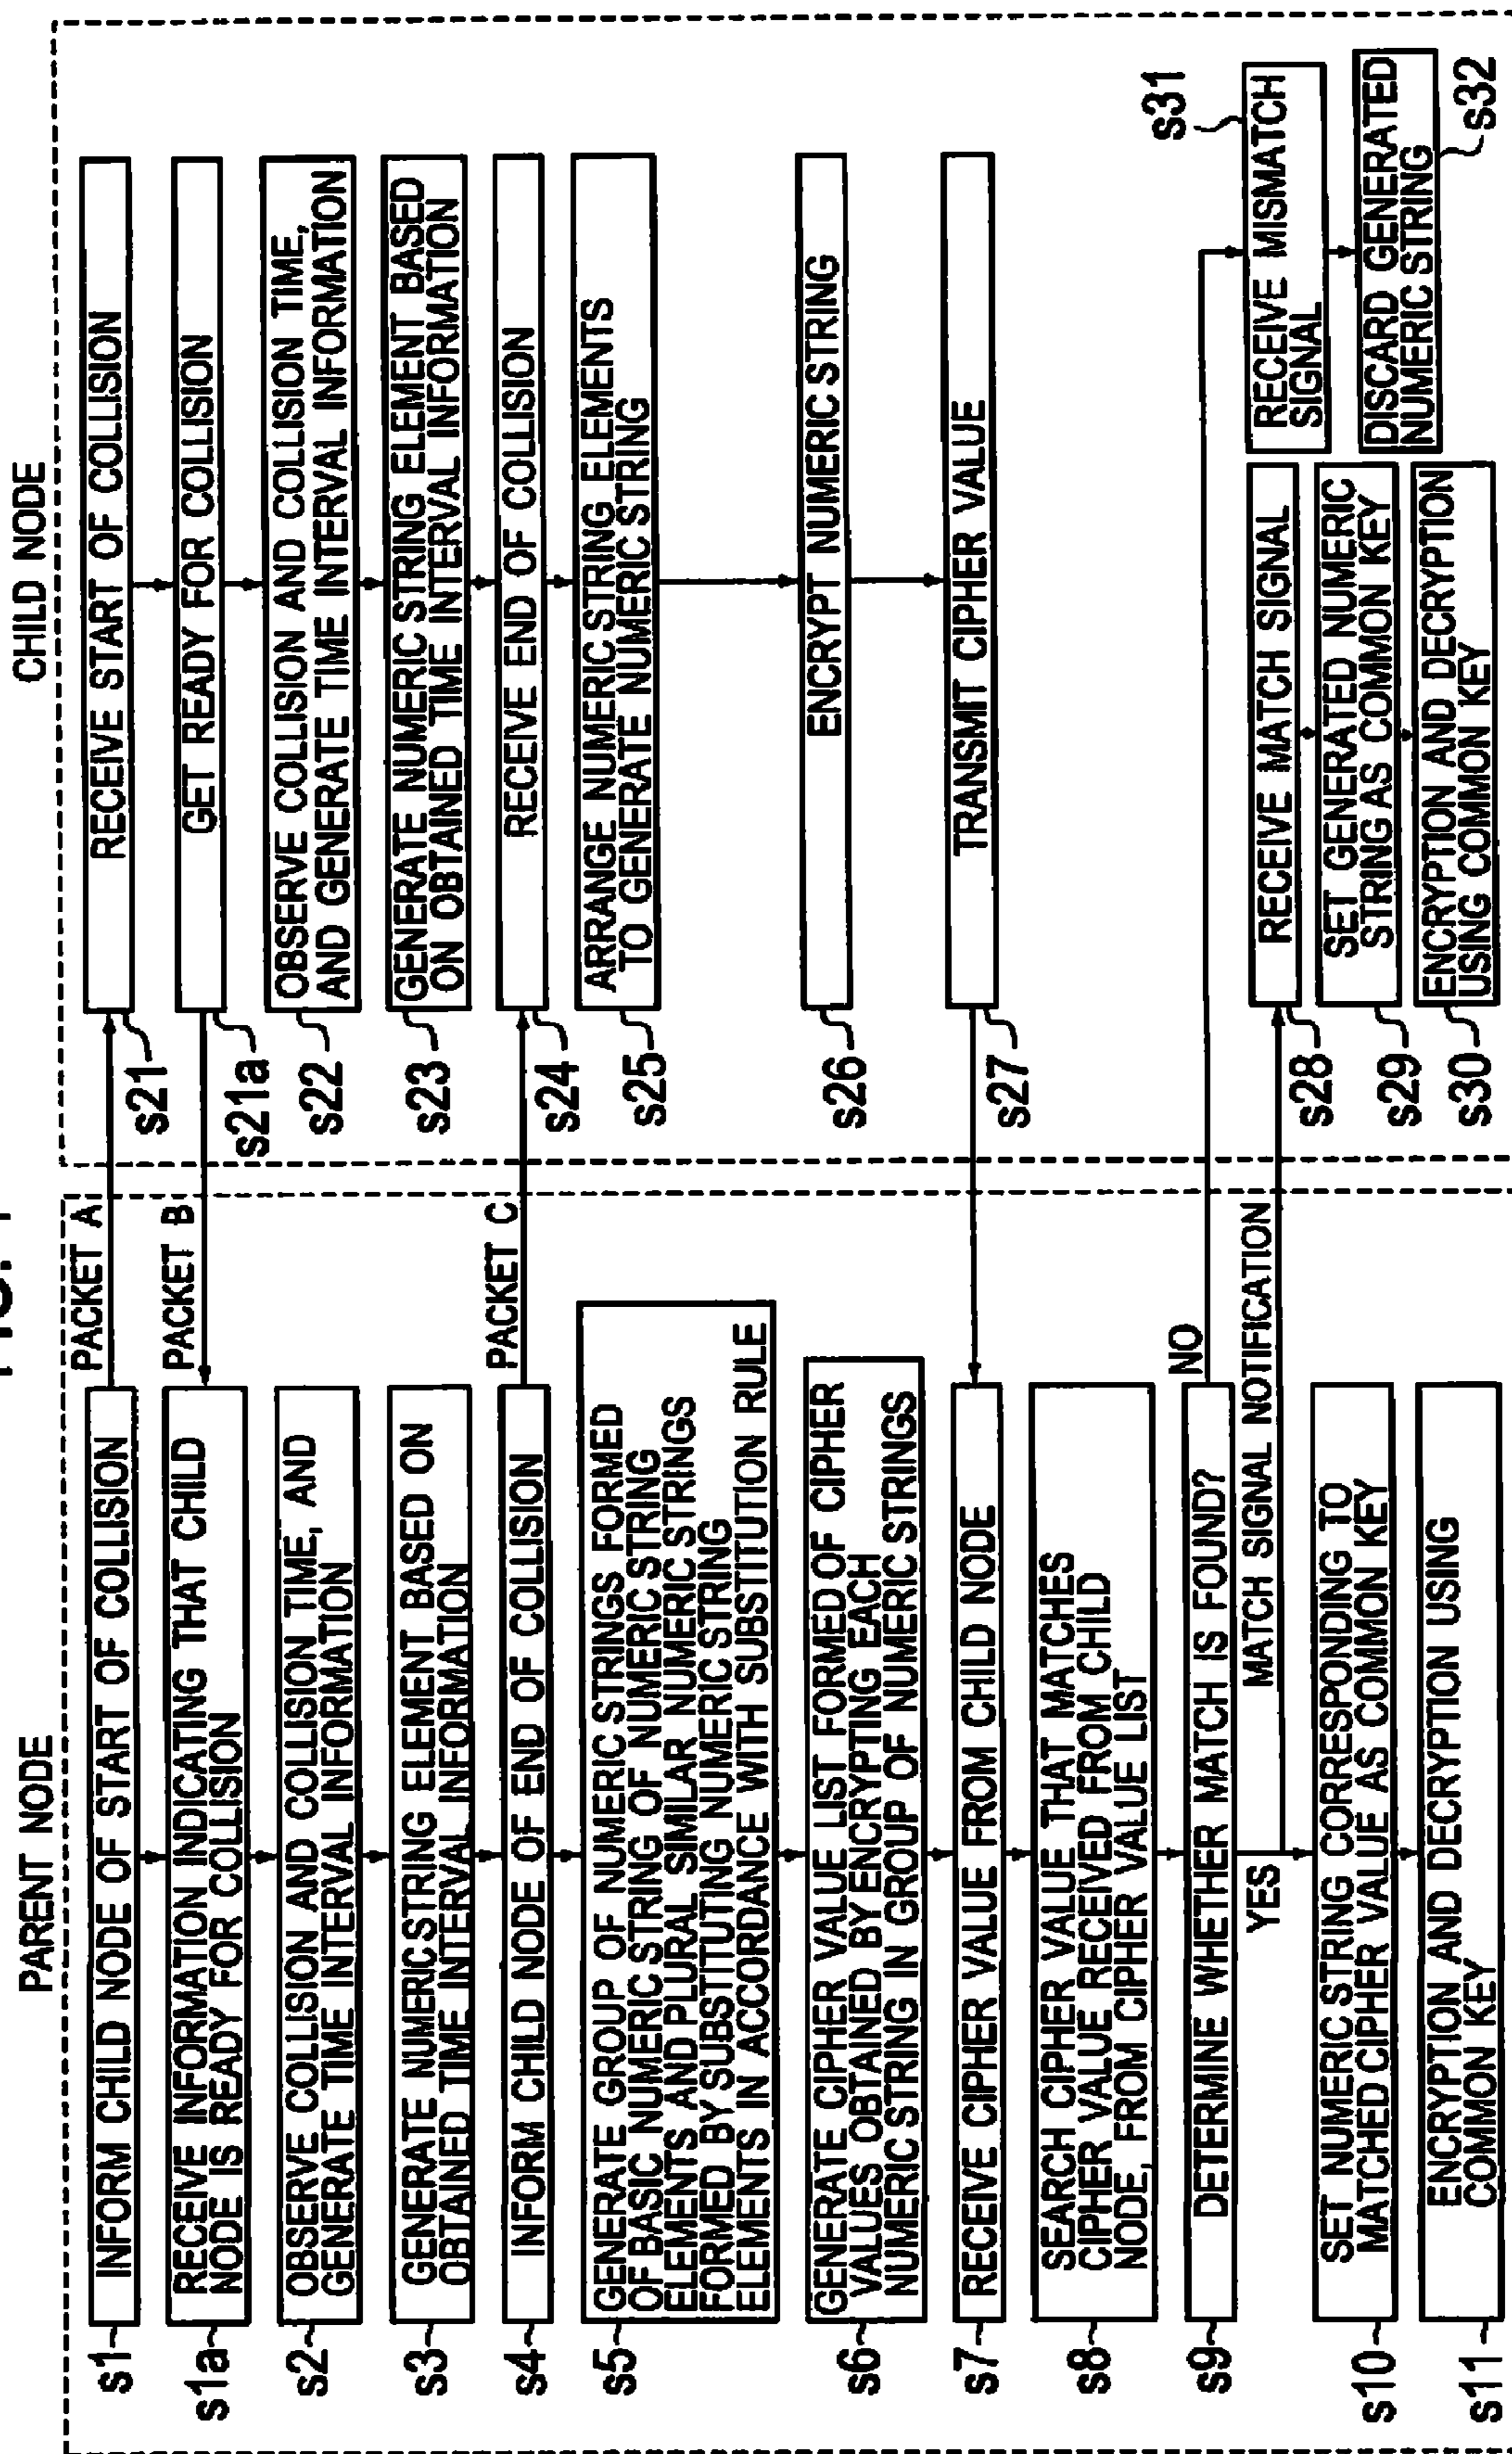 PARENT NODE
s1
INFORM CHILD NODE OF START OF COLLISION
PACKET A
s1a
RECEIVE INFORMATION INDICATING THAT CHILD
NODE IS READY FOR COLLISION
PACKET B
s2
OBSERVE COLLISION AND COLLISION TIME, AND
GENERATE TIME INTERVAL INFORMATION
s3
GENERATE NUMERIC STRING ELEMENT BASED ON
OBTAINED TIME INTERVAL INFORMATION
s4
INFORM CHILD NODE OF END OF COLLISION
PACKET C
s5
GENERATE GROUP OF NUMERIC STRINGS FORMED
OF BASIC NUMERIC STRING OF NUMERIC STRING
ELEMENTS AND PLURAL SIMILAR NUMERIC STRINGS
FORMED BY SUBSTITUTING NUMERIC STRING
ELEMENTS IN ACCORDANCE WITH SUBSTITUTION RULE
s6
GENERATE CIPHER VALUE LIST FORMED OF CIPHER
VALUES OBTAINED BY ENCRYPTING EACH
NUMERIC STRING IN GROUP OF NUMERIC STRINGS
s7
RECEIVE CIPHER VALUE FROM CHILD NODE
s8
SEARCH CIPHER VALUE THAT MATCHES
CIPHER VALUE RECEIVED FROM CHILD
NODE, FROM CIPHER VALUE LIST
s9
DETERMINE WHETHER MATCH IS FOUND?
NO
YES
MATCH SIGNAL NOTIFICATION
s10
SET NUMERIC STRING CORRESPONDING TO
MATCHED CIPHER VALUE AS COMMON KEY
s11
ENCRYPTION AND DECRYPTION USING
COMMON KEY
CHILD NODE
s21
RECEIVE START OF COLLISION
s21a
GET READY FOR COLLISION
s22
OBSERVE COLLISION AND COLLISION TIME,
AND GENERATE TIME INTERVAL INFORMATION
s23
GENERATE NUMERIC STRING ELEMENT BASED
ON OBTAINED TIME INTERVAL INFORMATION
s24
RECEIVE END OF COLLISION
s25
ARRANGE NUMERIC STRING ELEMENTS
TO GENERATE NUMERIC STRING
s26
ENCRYPT NUMERIC STRING
s27
TRANSMIT CIPHER VALUE
s28
RECEIVE MATCH SIGNAL
s29
SET GENERATED NUMERIC
STRING AS COMMON KEY
s30
ENCRYPTION AND DECRYPTION
USING COMMON KEY
s31
RECEIVE MISMATCH
SIGNAL
s32
DISCARD GENERATED
NUMERIC STRING